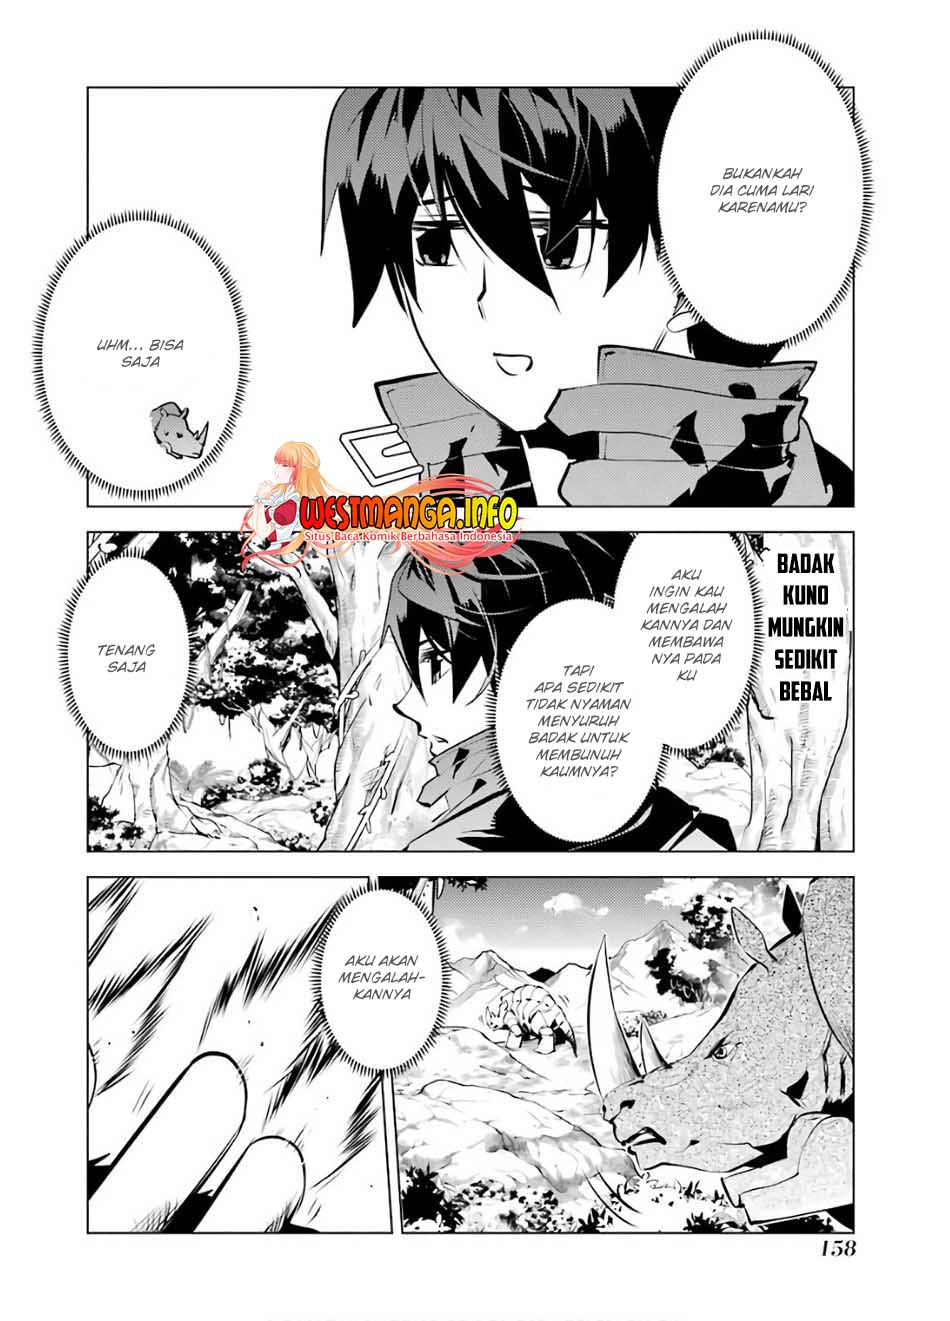 BUKANKAH
DIA CUMA LARI
KARENAMU?
UHM... BISA
SAJA
WESTMANGA.INFO
Situs Baca Komik Berbahasa Indonesia
BADAK
KUNO
MUNGKIN
SEDIKIT
BEBAL
AKU
INGIN KAU
MENGALAH
KANNYA DAN
MEMBAWA
NYA PADA
KU
TAPI
APA SEDIKIT
TIDAK NYAMAN
MENYURUH
BADAK UNTUK
MEMBUNUH
KAUMNYA?
TENANG
SAJA
AKU AKAN
MENGALAH-
KANNYA
158